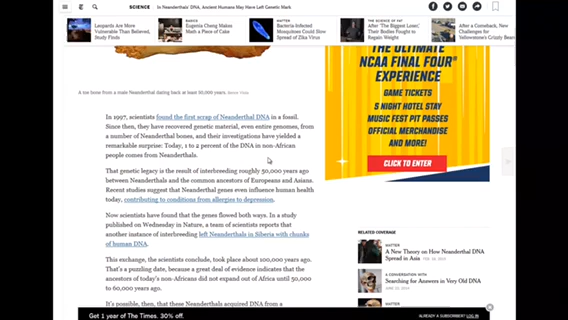 SCIENCE
In Neanderthals' DNA, Ancient Humans May Have Left Genetic Mark
Leopards Are More
Vulnerable Than Believed,
Study Finds
BASICS
Eugenia Cheng Makes
Math a Piece of Cake
MATTER
Bacteria Infected
Mosquitoes Could Slow
Spread of Zika Virus
THE SCIENCE OF FAT
After 'The Biggest Loser,'
Their Bodies Fought to
Regain Weight
After a Comeback, New
Challenges for
Yellowstone's Grizzly Bears
A toe bone from a male Neanderthal dating back at least 50,000 years.
In 1997, scientists found the first scrap of Neanderthal DNA in a fossil.
Since then, they have recovered genetic material, even entire genomes, from
a number of Neanderthal bones, and their investigations have yielded a
remarkable surprise: Today, 1 to 2 percent of the DNA in non-African
people comes from Neanderthals.
That genetic legacy is the result of interbreeding roughly 50,000 years ago
between Neanderthals and the common ancestors of Europeans and Asians.
Recent studies suggest that Neanderthal genes even influence human health
today, contributing to conditions from allergies to depression.
Now scientists have found that the genes flowed both ways. In a study
published on Wednesday in Nature, a team of scientists reports that
another instance of interbreeding left Neanderthals in Siberia with chunks
of human DNA.
This exchange, the scientists conclude, took place about 100,000 years ago.
That's a puzzling date, because a great deal of evidence indicates that the
ancestors of today's non-Africans did not expand out of Africa until 50,000
to 60,000 years ago.
It's possible, then, that these Neanderthals acquired DNA from a
THE ULTIMATE
NCAA FINAL FOUR®
EXPERIENCE
GAME TICKETS
5 NIGHT HOTEL STAY
MUSIC FEST PIT PASSES
OFFICIAL MERCHANDISE
AND MORE!
CLICK TO ENTER
RELATED COVERAGE
MATTER
A New Theory on How Neanderthal DNA
Spread in Asia
A CONVERSATION WITH
Searching for Answers in Very Old DNA
MATTER
Get 1 year of The Times. 30% off.
ALREADY A SUBSCRIBER? LOG IN